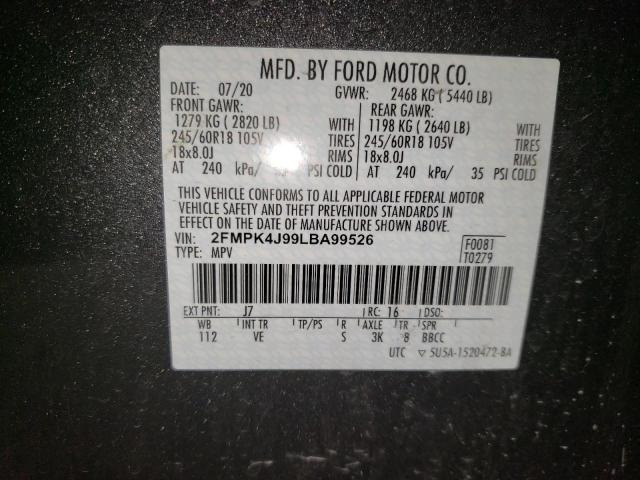 MFD. BY FORD MOTOR CO.
DATE: 07/20 GVWR: 2468 KG (5440 LB)
FRONT GAWR: REAR GAWR:
1279 KG (2820 LB) WITH 1198 KG (2640 LB) WITH
245/60R18 105V TIRES 245/60R18 105V TIRES
18x8.0J RIMS 18x8.0J RIMS
AT 240 kPa/ PSI COLD AT 240 kPa/ 35 PSI COLD
THIS VEHICLE CONFORMS TO ALL APPLICABLE FEDERAL MOTOR
VEHICLE SAFETY AND THEFT PREVENTION STANDARDS IN
EFFECT ON THE DATE OF MANUFACTURE SHOWN ABOVE.
VIN: 2FMPK4J99LBA99526 F0081
TYPE: MPV T0279
EXT PNT: J7 RC: 16 DSO:
WB INT TR TP/PS R AXLE TR SPR
112 VE S 3K 8 BBCC
UTC ▽ 5U5A-1520472-BA